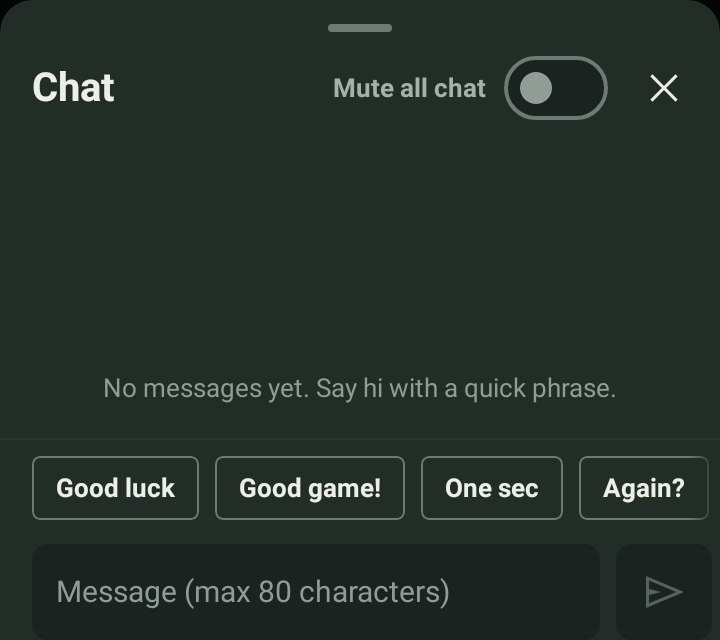 Chat
Mute all chat
No messages yet. Say hi with a quick phrase.
Good luck
Good game!
One sec
Again?
Message (max 80 characters)